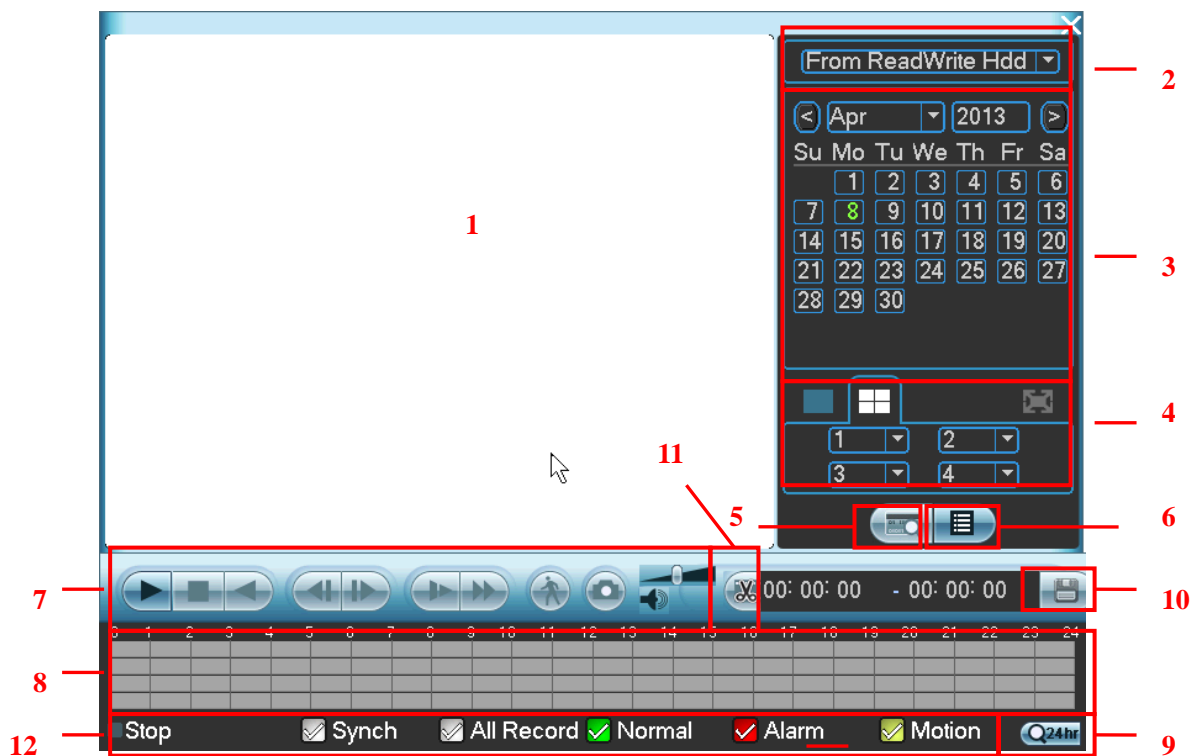 From ReadWrite Hdd
2
< Apr 2013 >
Su Mo Tu We Th Fr Sa
1 2 3 4 5 6
7 8 9 10 11 12 13
14 15 16 17 18 19 20
21 22 23 24 25 26 27
28 29 30
1
3
4
1 2
3 4
11
5
6
7
00: 00: 00 - 00: 00: 00
10
0 1 2 3 4 5 6 7 8 9 10 11 12 13 14 15 16 17 18 19 20 21 22 23 24
8
Stop Synch All Record Normal Alarm Motion 24hr
12
9